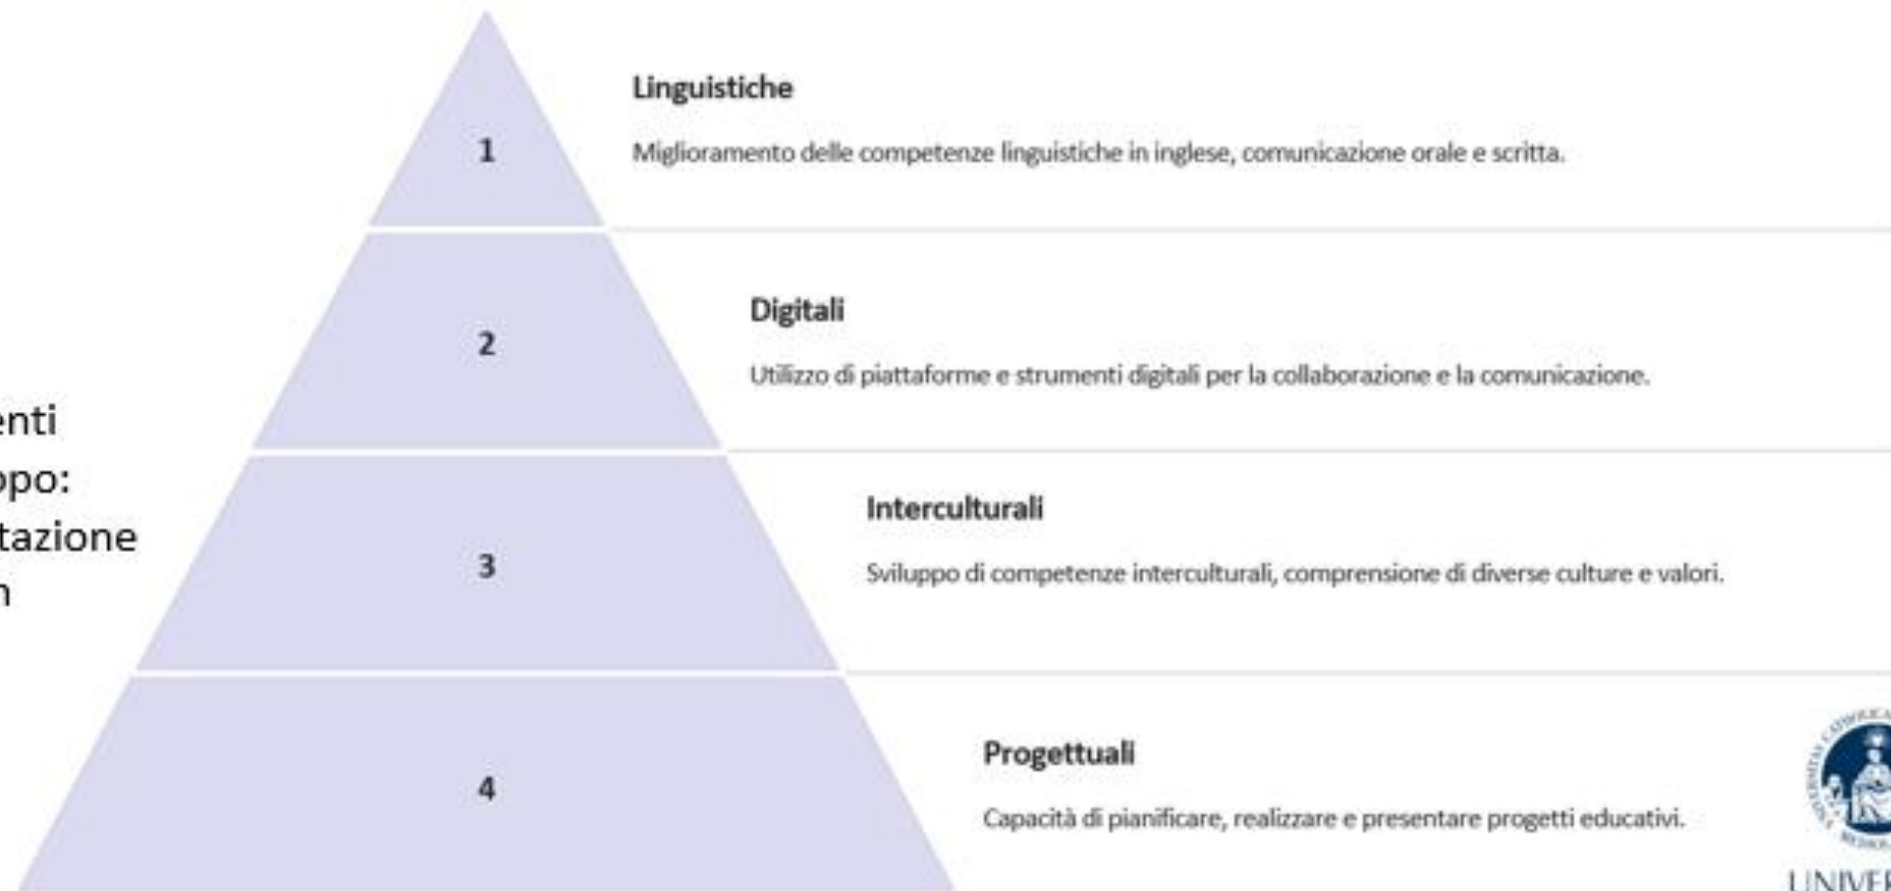 1
Linguistiche
Miglioramento delle competenze linguistiche in inglese, comunicazione orale e scritta.
2
Digitali
Utilizzo di piattaforme e strumenti digitali per la collaborazione e la comunicazione.
enti
ppo:
tazione
n
3
Interculturali
Sviluppo di competenze interculturali, comprensione di diverse culture e valori.
4
Progettuali
Capacità di pianificare, realizzare e presentare progetti educativi.
UNIVER